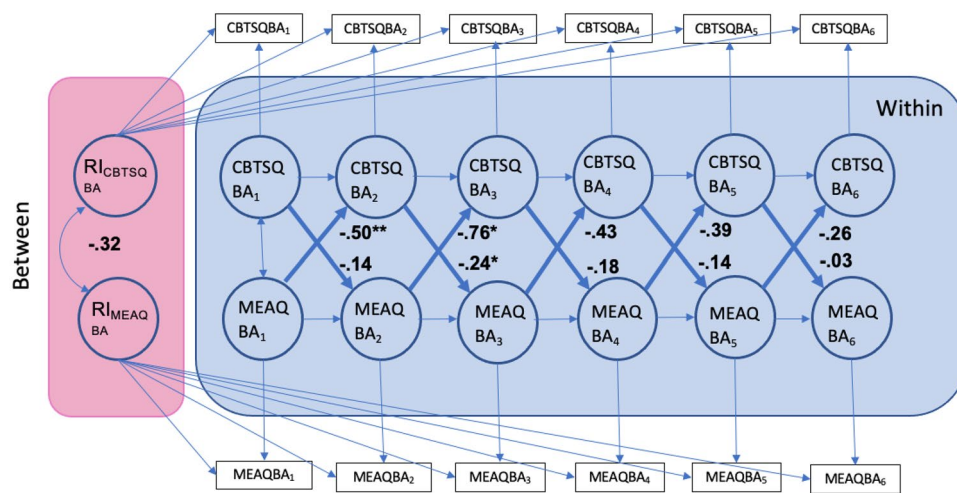 CBTSQBA₁ CBTSQBA₂ CBTSQBA₃ CBTSQBA₄ CBTSQBA₅ CBTSQBA₆
Between
Within
RI_CBTSQ
BA
-.32
RI_MEAQ
BA
CBTSQ CBTSQ CBTSQ CBTSQ CBTSQ CBTSQ
BA₁ BA₂ BA₃ BA₄ BA₅ BA₆
-.50** -.76* -.43 -.39 -.26
-.14 -.24* -.18 -.14 -.03
MEAQ MEAQ MEAQ MEAQ MEAQ MEAQ
BA₁ BA₂ BA₃ BA₄ BA₅ BA₆
MEAQBA₁ MEAQBA₂ MEAQBA₃ MEAQBA₄ MEAQBA₅ MEAQBA₆